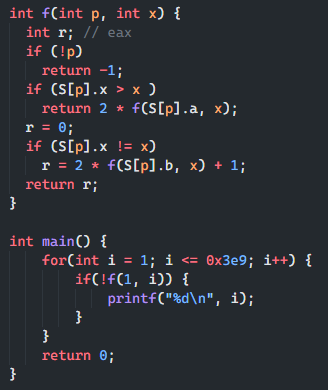 int f(int p, int x) {
  int r; // eax
  if (!p)
    return -1;
  if (S[p].x > x )
    return 2 * f(S[p].a, x);
  r = 0;
  if (S[p].x != x)
    r = 2 * f(S[p].b, x) + 1;
  return r;
}

int main() {
    for(int i = 1; i <= 0x3e9; i++) {
        if(!f(1, i)) {
            printf("%d\n", i);
        }
    }
    return 0;
}